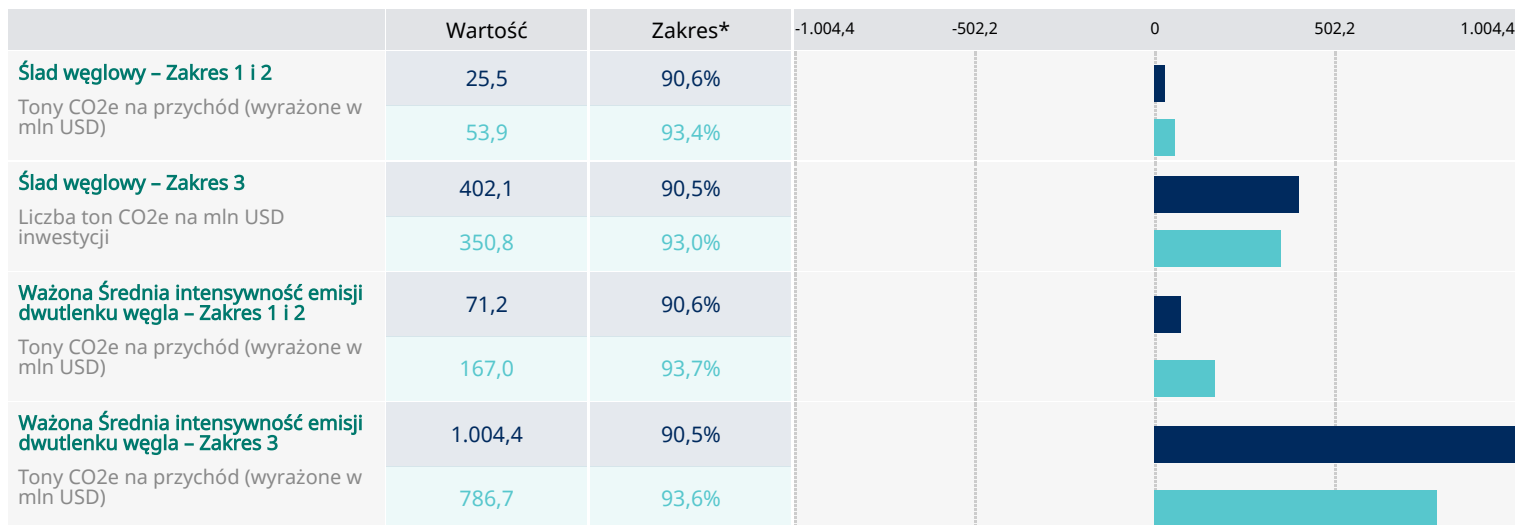 Wartość Zakres* -1.004,4 -502,2 0 502,2 1.004,4
Ślad węglowy – Zakres 1 i 2
Tony CO2e na przychód (wyrażone w
mln USD)
25,5 90,6%
53,9 93,4%
Ślad węglowy – Zakres 3
Liczba ton CO2e na mln USD
inwestycji
402,1 90,5%
350,8 93,0%
Ważona Średnia intensywność emisji
dwutlenku węgla – Zakres 1 i 2
Tony CO2e na przychód (wyrażone w
mln USD)
71,2 90,6%
167,0 93,7%
Ważona Średnia intensywność emisji
dwutlenku węgla – Zakres 3
Tony CO2e na przychód (wyrażone w
mln USD)
1.004,4 90,5%
786,7 93,6%